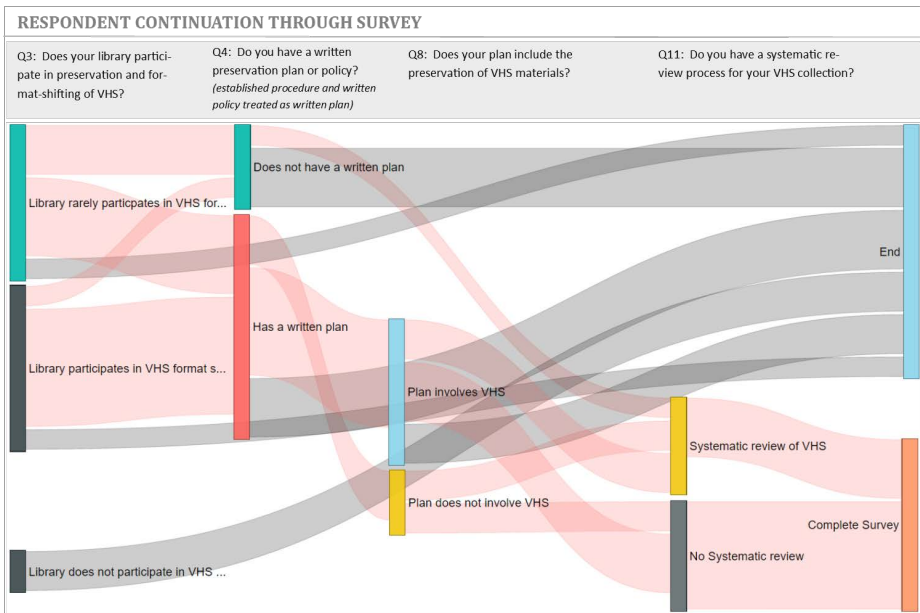 RESPONDENT CONTINUATION THROUGH SURVEY
Q3: Does your library partici-
pate in preservation and for-
mat-shifting of VHS?
Q4: Do you have a written
preservation plan or policy?
(established procedure and written
policy treated as written plan)
Q8: Does your plan include the
preservation of VHS materials?
Q11: Do you have a systematic re-
view process for your VHS collection?
Does not have a written plan
Library rarely partcipates in VHS for...
End
Has a written plan
Library participates in VHS format s...
Plan involves VHS
Systematic review of VHS
Plan does not involve VHS
Complete Survey
No Systematic review
Library does not participate in VHS ...